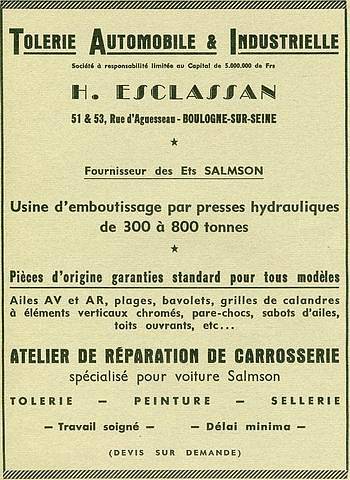 TOLERIE AUTOMOBILE & INDUSTRIELLE
Société à responsabilité limitée au Capital de 5.000.000 de Frs
H. ESCLASSAN
51 & 53, Rue d'Aguesseau - BOULOGNE-SUR-SEINE
★
Fournisseur des Ets SALMSON
Usine d'emboutissage par presses hydrauliques
de 300 à 800 tonnes
★
Pièces d'origine garanties standard pour tous modèles
Ailes AV et AR, plages, bavolets, grilles de calandres
à éléments verticaux chromés, pare-chocs, sabots d'ailes,
toits ouvrants, etc...
ATELIER DE RÉPARATION DE CARROSSERIE
spécialisé pour voiture Salmson
TOLERIE — PEINTURE — SELLERIE
— Travail soigné — — Délai minima —
(DEVIS SUR DEMANDE)